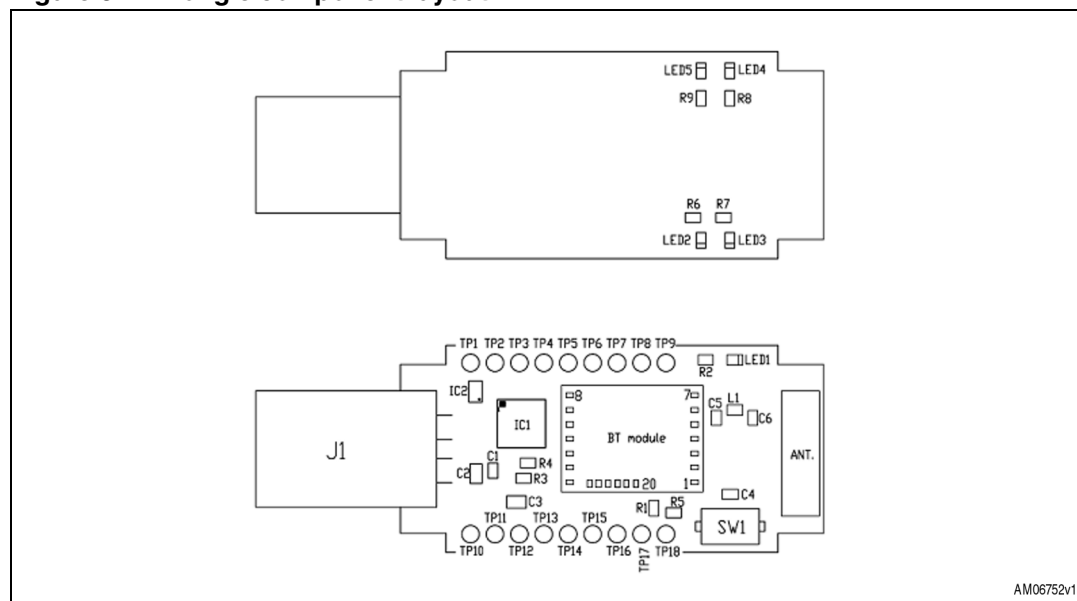 LED5 LED4
R9 R8
R6 R7
LED2 LED3
TP1 TP2 TP3 TP4 TP5 TP6 TP7 TP8 TP9
R2 LED1
IC2
8 7
IC1
BT module
C5 L1 C6
J1
ANT.
C2 C1
R4
R3
20 1
C3
C4
R1 R5
SW1
TP11 TP13 TP15
TP10 TP12 TP14 TP16 TP17 TP18
AM06752v1